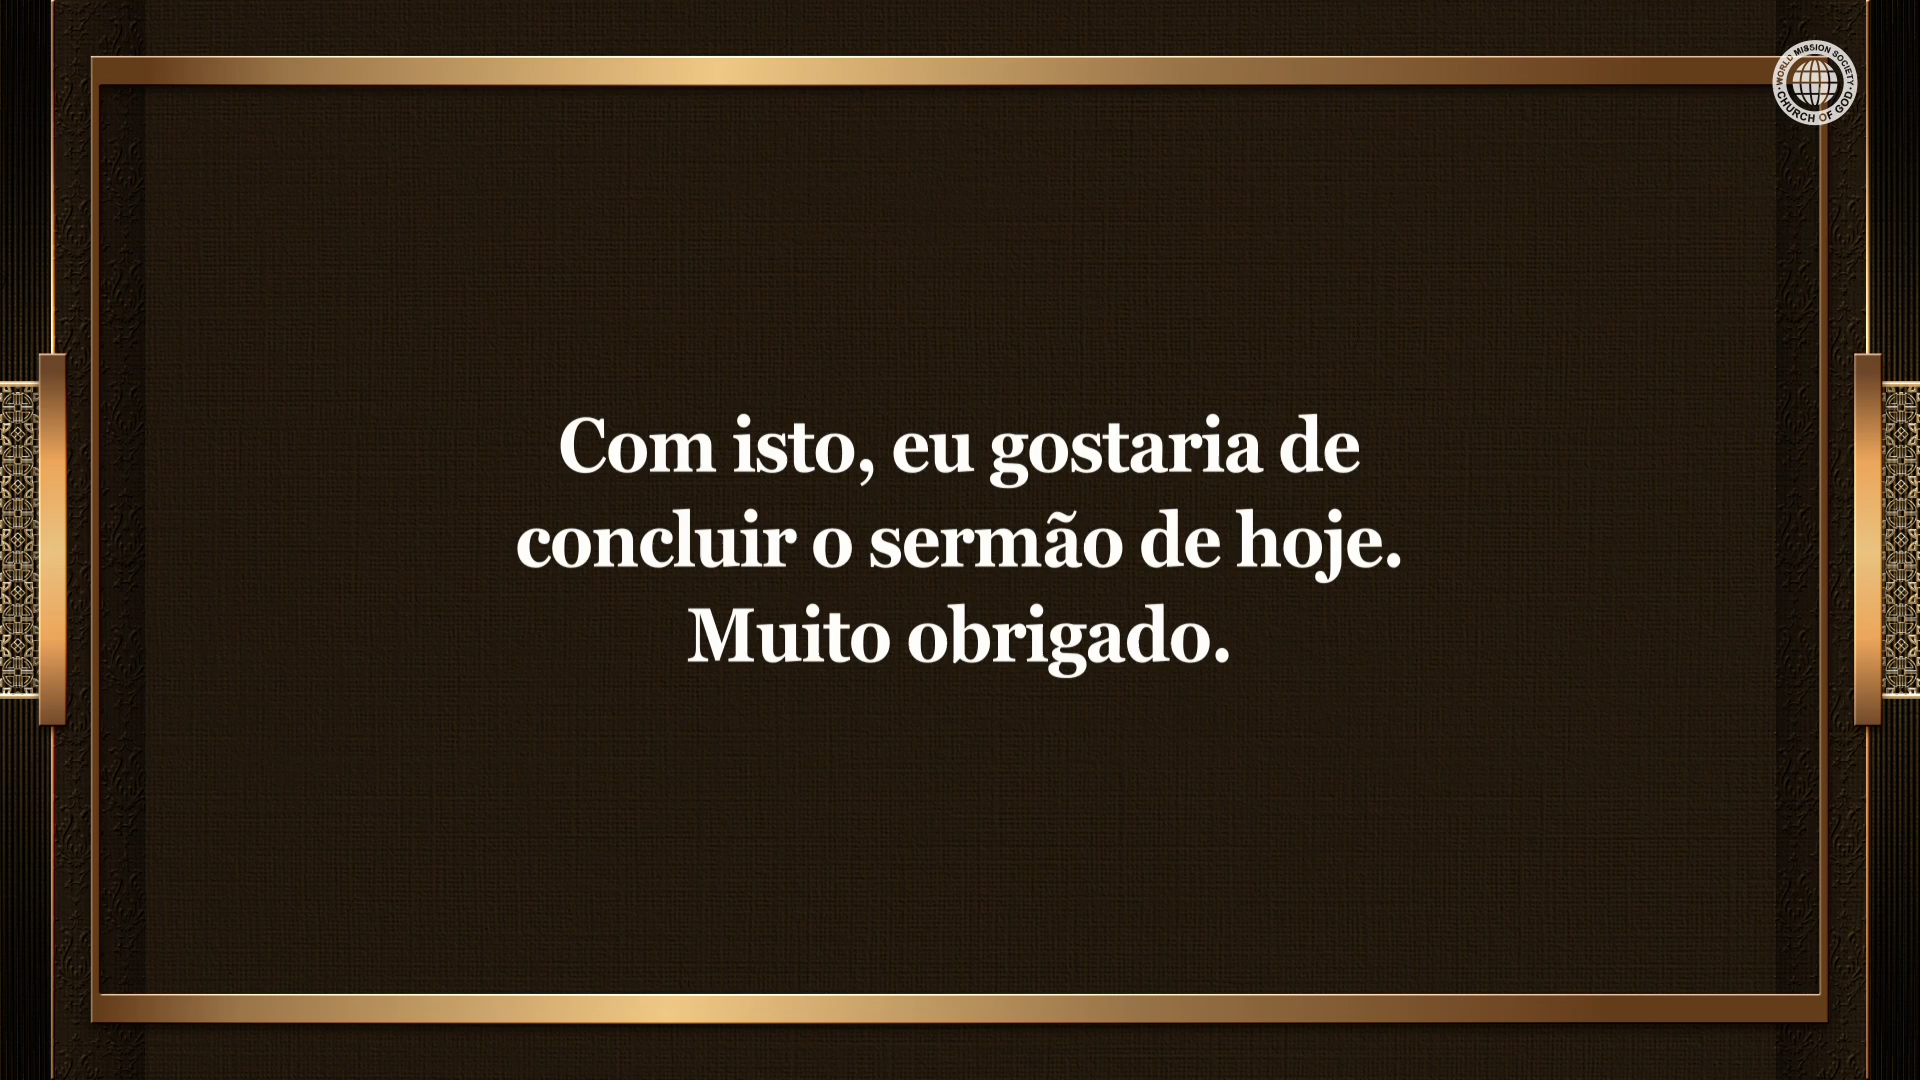 WORLD MISSION SOCIETY
CHURCH OF GOD
Com isto, eu gostaria de
concluir o sermão de hoje.
Muito obrigado.